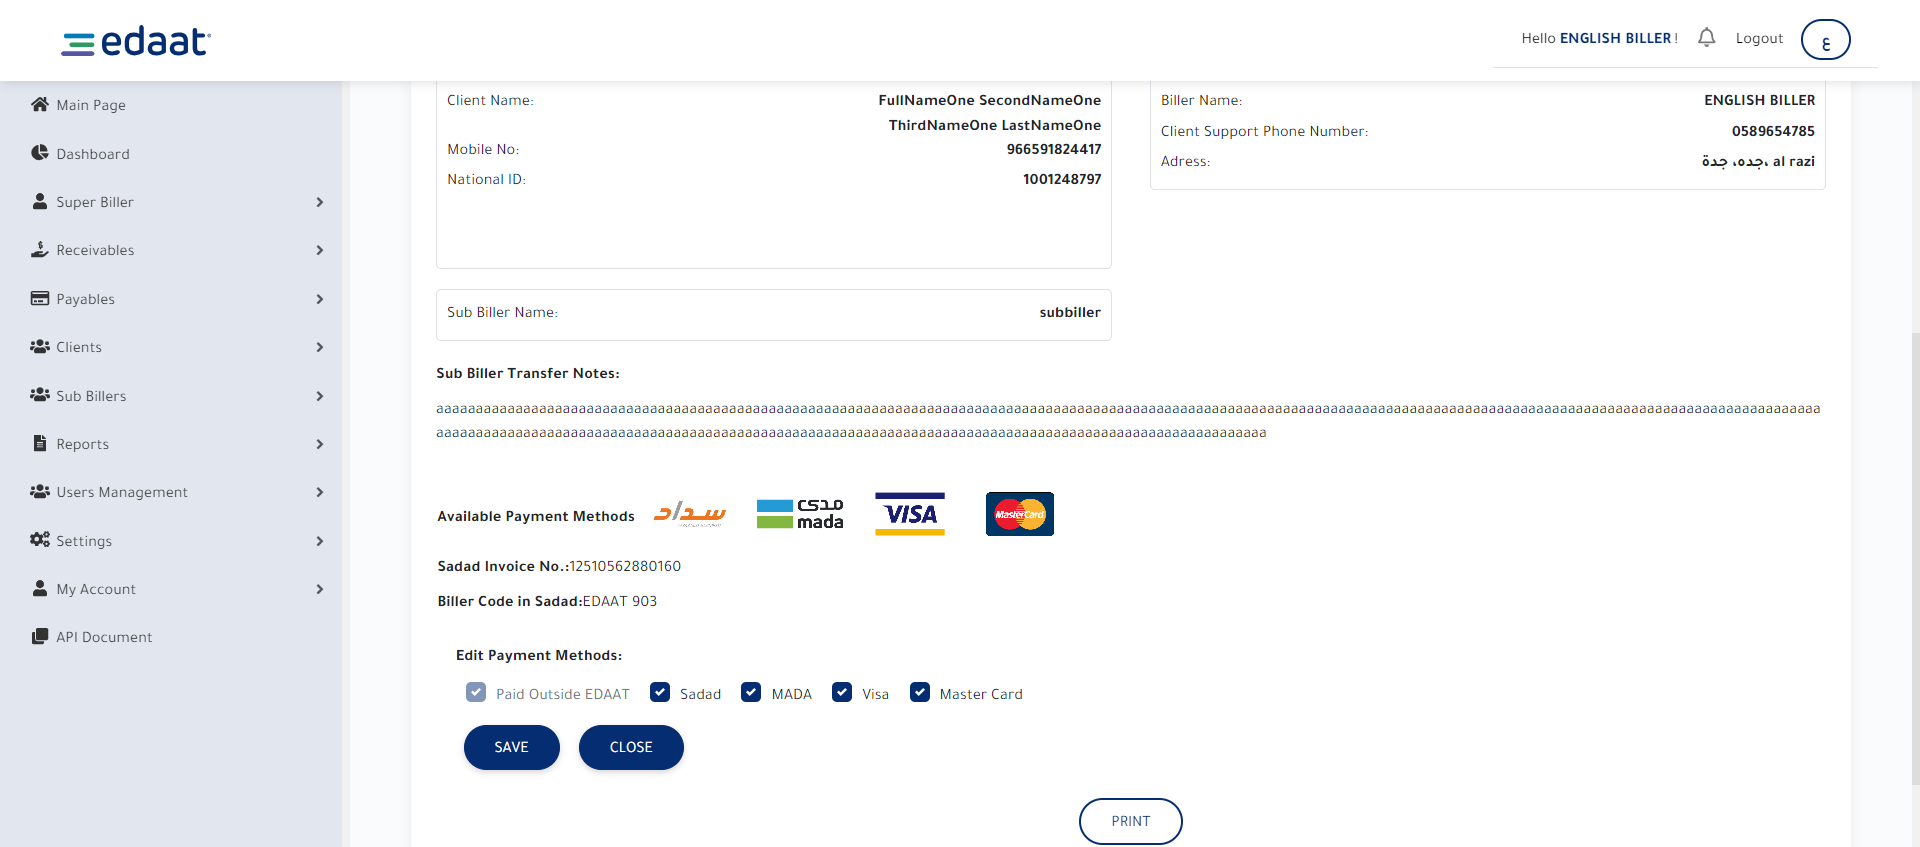 edaat
Hello ENGLISH BILLER !
Logout
ع
Main Page
Dashboard
Super Biller
Receivables
Payables
Clients
Sub Billers
Reports
Users Management
Settings
My Account
API Document
Client Name: FullNameOne SecondNameOne
ThirdNameOne LastNameOne
Mobile No: 966591824417
National ID: 1001248797
Biller Name: ENGLISH BILLER
Client Support Phone Number: 0589654785
Adress: جده، جدة، al razi
Sub Biller Name: subbiller
Sub Biller Transfer Notes:
Available Payment Methods سداد مدى mada VISA MasterCard
Sadad Invoice No.:12510562880160
Biller Code in Sadad:EDAAT 903
Edit Payment Methods:
Paid Outside EDAAT Sadad MADA Visa Master Card
SAVE CLOSE
PRINT